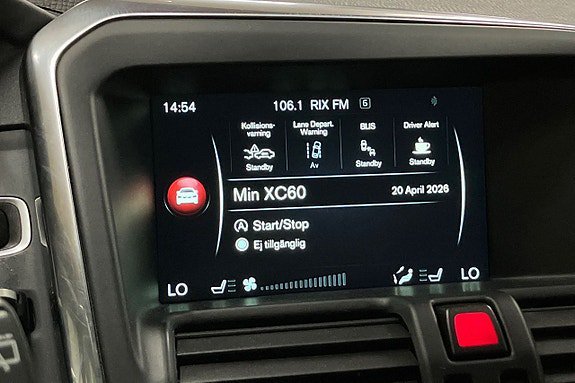 14:54 106.1 RIX FM 5
Kollisions-
varning
Standby
Lane Depart.
Warning
Av
BLIS
Standby
Driver Alert
Standby
Min XC60 20 April 2026
A Start/Stop
Ej tillgänglig
LO LO